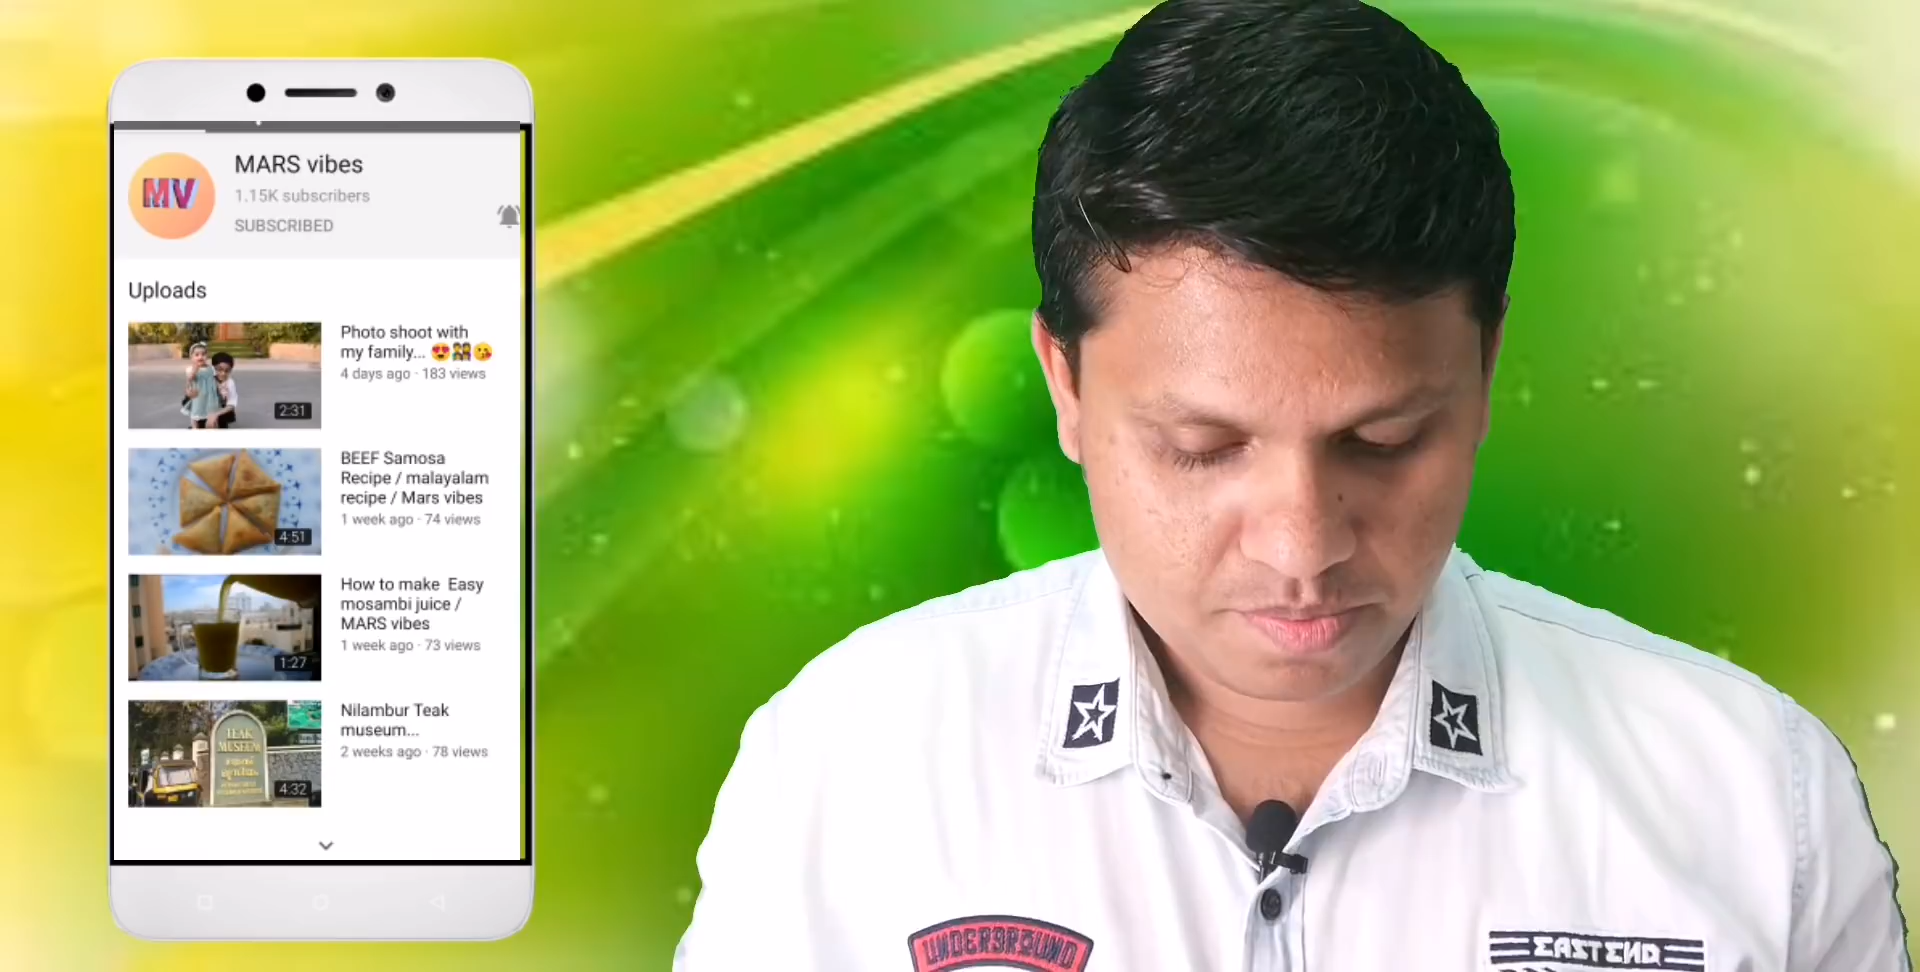 MV
MARS vibes
1.15K subscribers
SUBSCRIBED
Uploads
Photo shoot with
my family... 😍👫😘
4 days ago · 183 views
2:31
BEEF Samosa
Recipe / malayalam
recipe / Mars vibes
1 week ago · 74 views
4:51
How to make Easy
mosambi juice /
MARS vibes
1 week ago · 73 views
1:27
Nilambur Teak
museum...
2 weeks ago · 78 views
TEAK
MUSEUM
4:32
UNDERGROUND
EASTEND